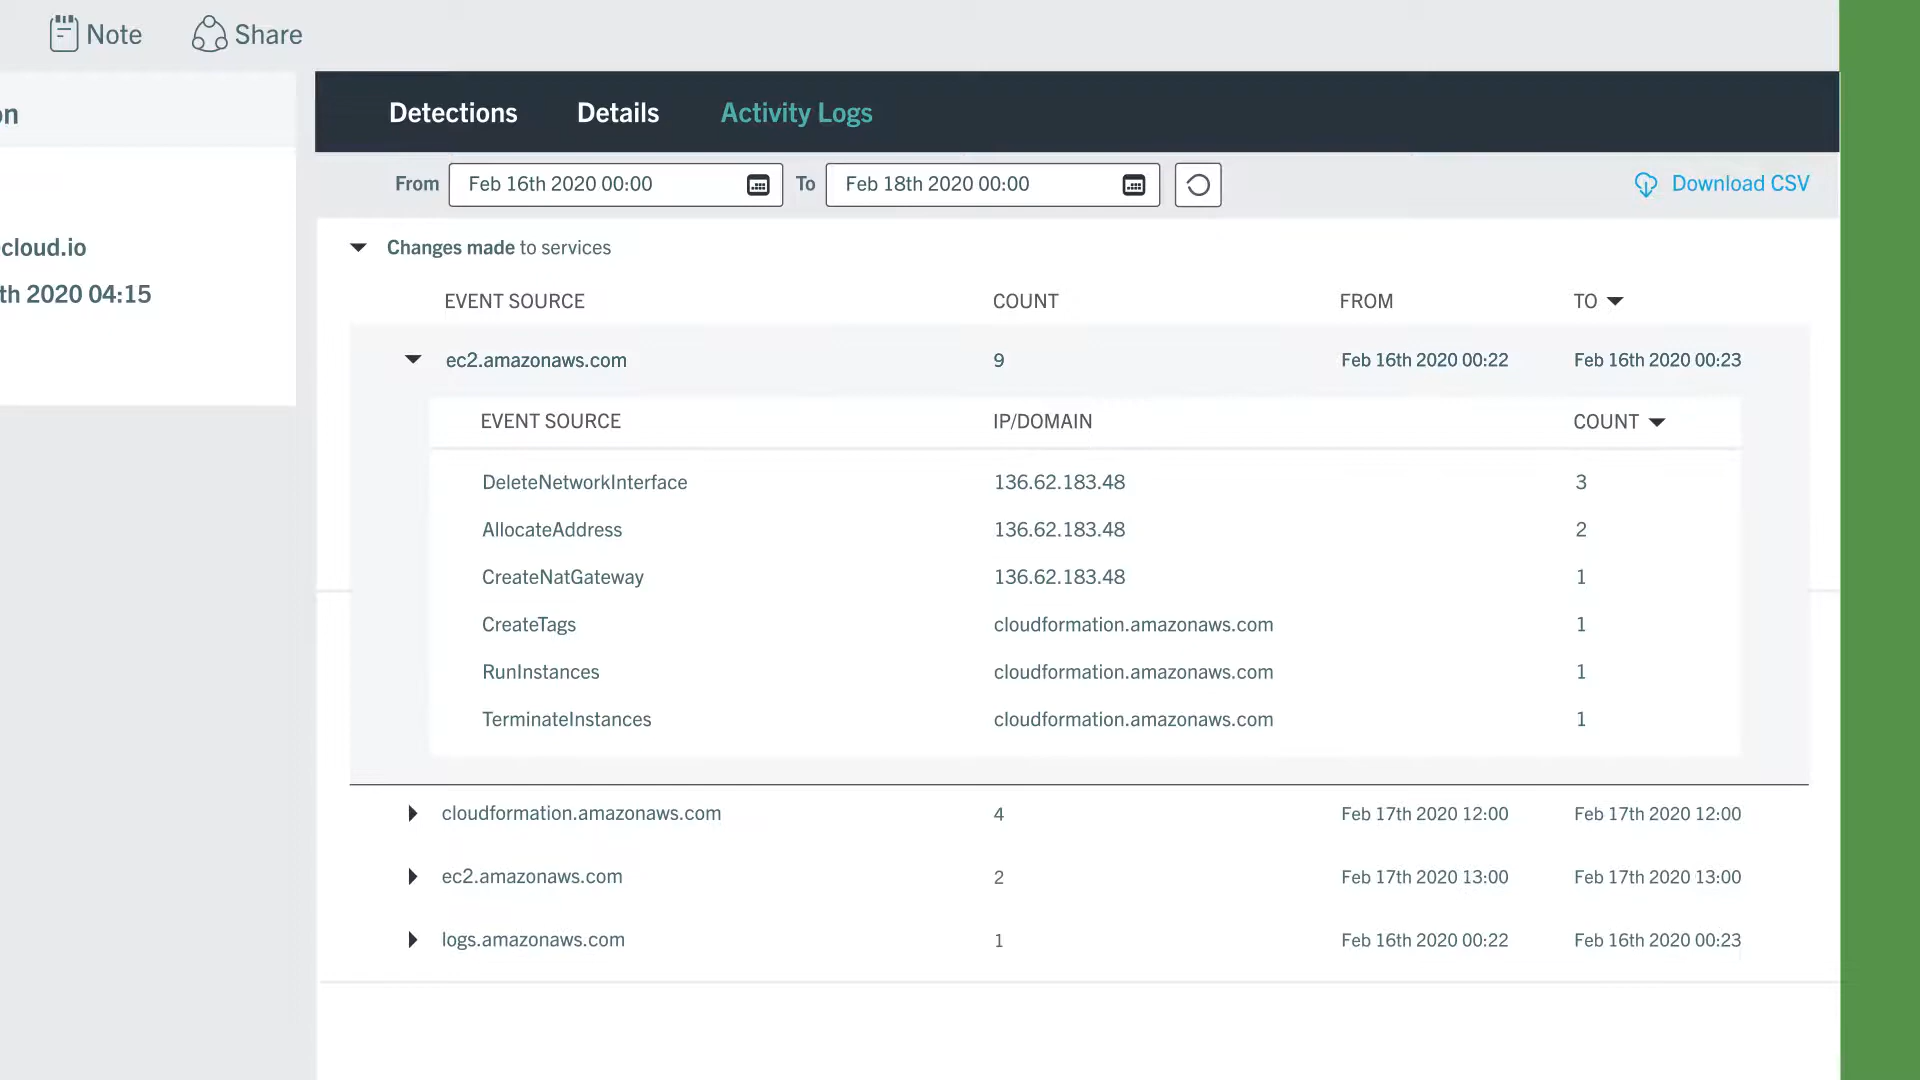 Note Share
on
Detections Details Activity Logs
From Feb 16th 2020 00:00 To Feb 18th 2020 00:00 Download CSV
cloud.io
th 2020 04:15
Changes made to services
EVENT SOURCE COUNT FROM TO
ec2.amazonaws.com 9 Feb 16th 2020 00:22 Feb 16th 2020 00:23
EVENT SOURCE IP/DOMAIN COUNT
DeleteNetworkInterface 136.62.183.48 3
AllocateAddress 136.62.183.48 2
CreateNatGateway 136.62.183.48 1
CreateTags cloudformation.amazonaws.com 1
RunInstances cloudformation.amazonaws.com 1
TerminateInstances cloudformation.amazonaws.com 1
cloudformation.amazonaws.com 4 Feb 17th 2020 12:00 Feb 17th 2020 12:00
ec2.amazonaws.com 2 Feb 17th 2020 13:00 Feb 17th 2020 13:00
logs.amazonaws.com 1 Feb 16th 2020 00:22 Feb 16th 2020 00:23